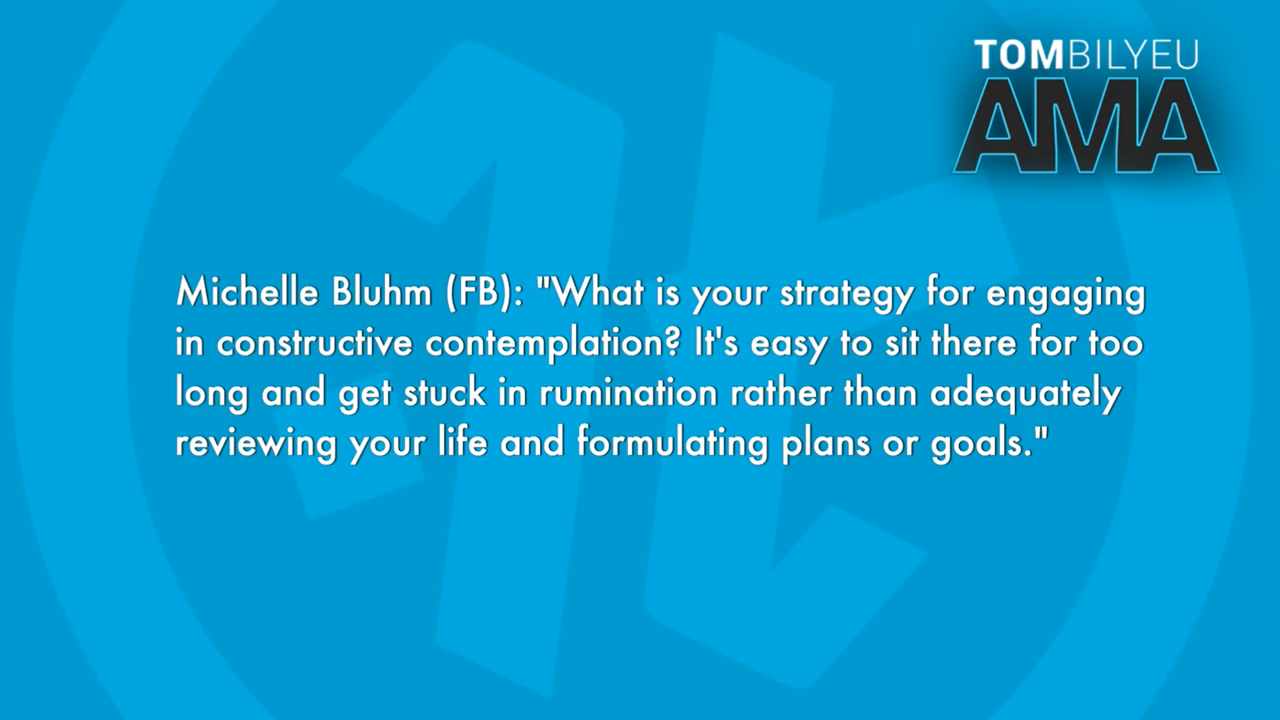 TOMBILYEU
AMA
Michelle Bluhm (FB): "What is your strategy for engaging
in constructive contemplation? It's easy to sit there for too
long and get stuck in rumination rather than adequately
reviewing your life and formulating plans or goals."